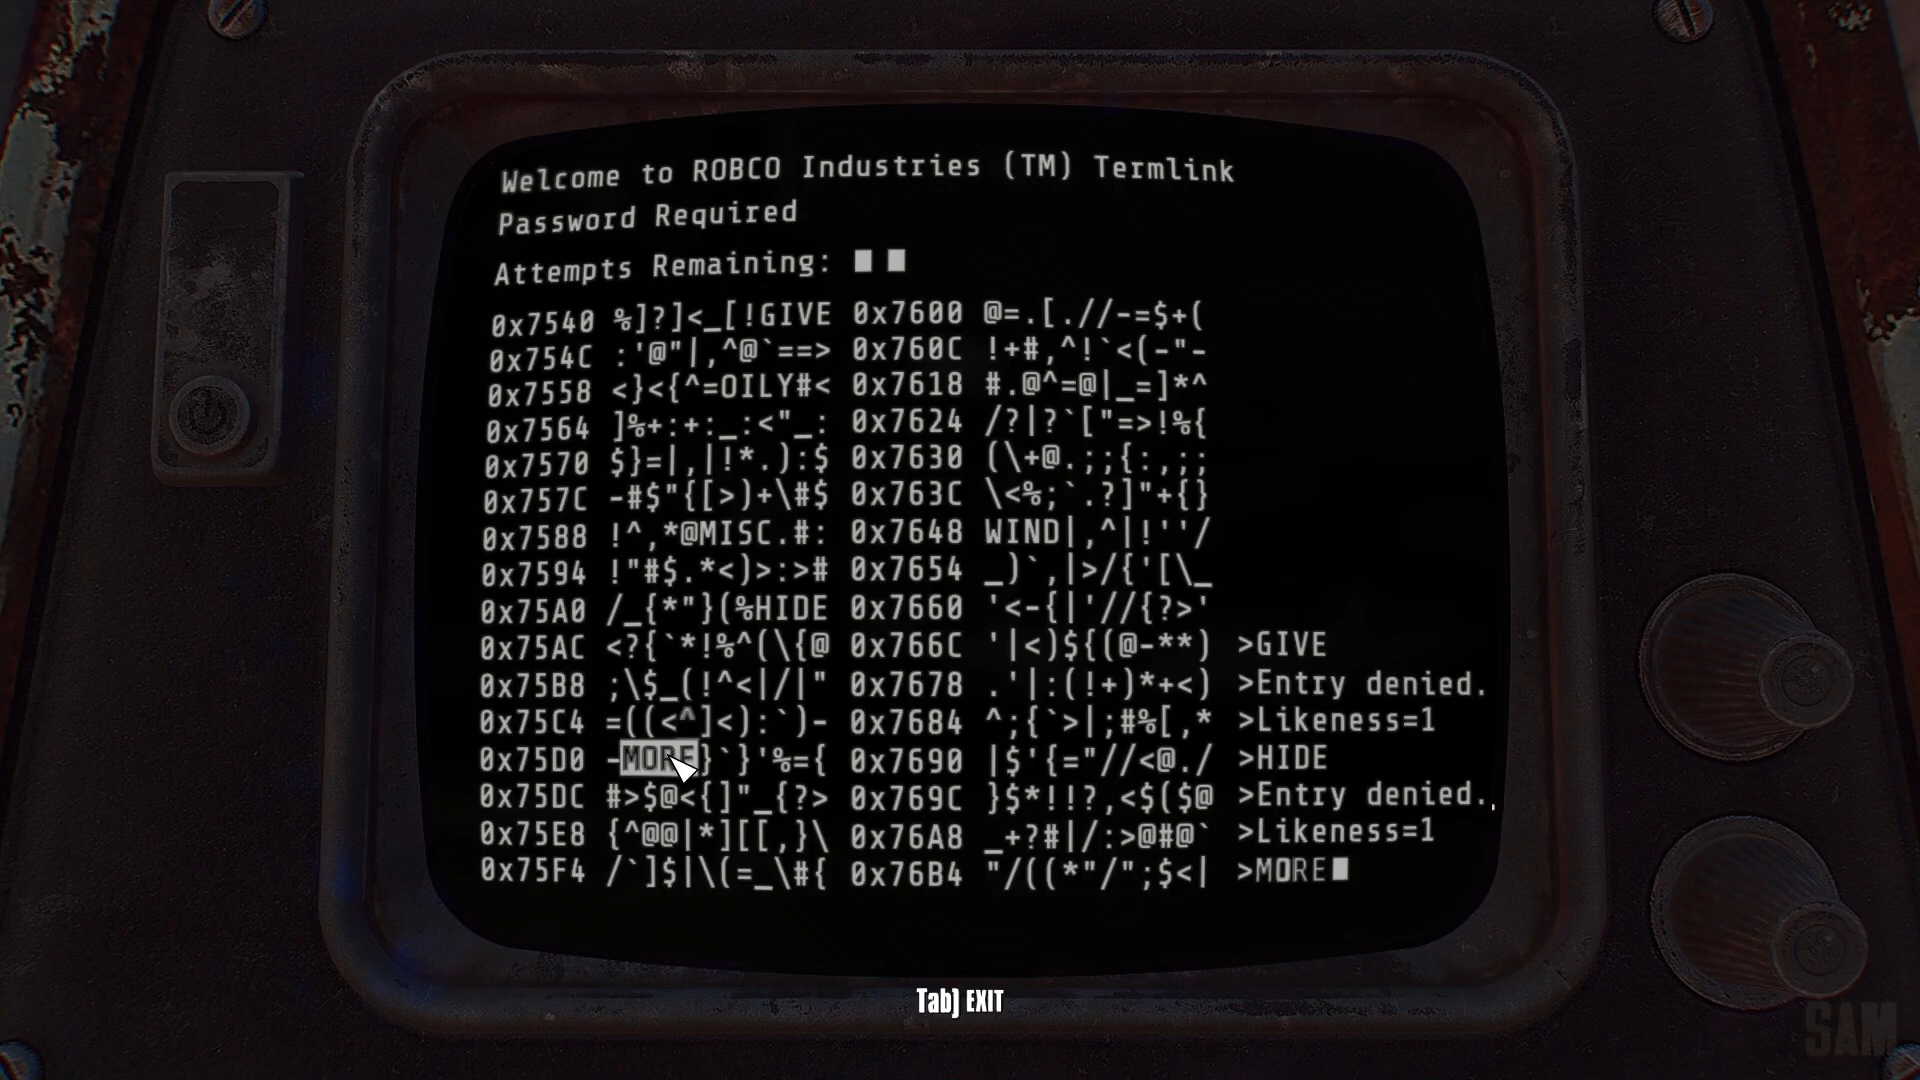 Welcome to ROBCO Industries (TM) Termlink
Password Required
Attempts Remaining: ■ ■
0x7540 %]?]<_[!GIVE 0x7600 @=.[.//-=$+(
0x754C :'@"|,^@`==> 0x760C !+#,^!`<(-"-
0x7558 <}<{^=OILY#< 0x7618 #.@^=@|_=]*^
0x7564 ]%+:+:_:<"_: 0x7624 /?|?`["=>!%{
0x7570 $}=|,|!*.):$ 0x7630 (\+@.;;{:,;;
0x757C -#$"{[>)+\#$ 0x763C \<%;`.?]"+{}
0x7588 !^,*@MISC.#: 0x7648 WIND|,^|!''/
0x7594 !"#$.*<)>:># 0x7654 _)`,|>/{'[\_
0x75A0 /_{*"}(%HIDE 0x7660 '<-{|'//{?>'
0x75AC <?{`*!%^(\{@ 0x766C '|<)${(@-**) >GIVE
0x75B8 ;\$_(!^<|/|" 0x7678 .'|:(!+)*+<) >Entry denied.
0x75C4 =((<^]<):`)- 0x7684 ^;{`>|;#%[,* >Likeness=1
0x75D0 -MORE}`}'%={ 0x7690 |$'{="//<@./ >HIDE
0x75DC #>$@<{]"_{?> 0x769C }$*!!?,<$($@ >Entry denied.
0x75E8 {^@@|*][[,}\ 0x76A8 _+?#|/:>@#@` >Likeness=1
0x75F4 /`]$|\(=_\#{ 0x76B4 "/((*"/";$<| >MORE■
Tab) EXIT
SAM